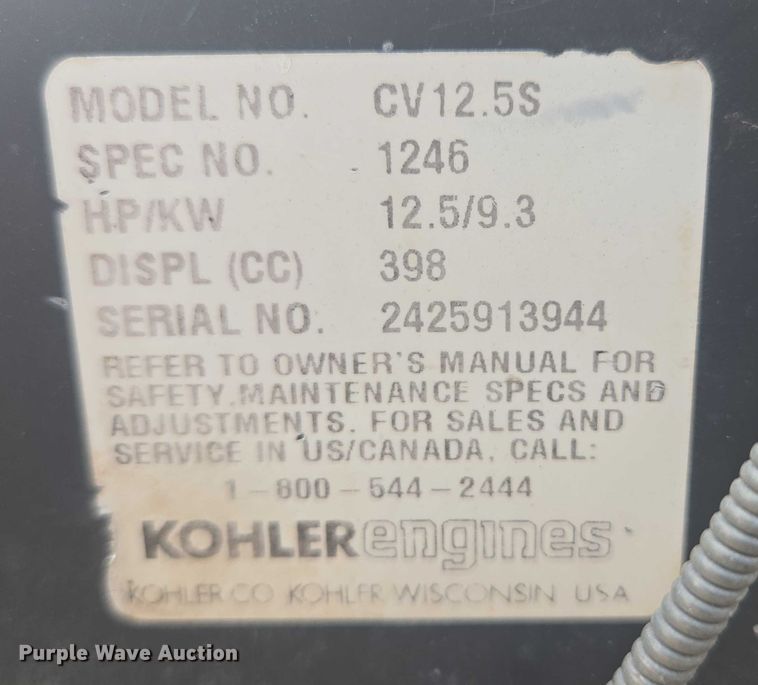 MODEL NO. CV12.5S
SPEC NO. 1246
HP/KW 12.5/9.3
DISPL (CC) 398
SERIAL NO. 2425913944
REFER TO OWNER'S MANUAL FOR
SAFETY, MAINTENANCE SPECS AND
ADJUSTMENTS. FOR SALES AND
SERVICE IN US/CANADA, CALL:
1-800-544-2444
KOHLER engines
KOHLER CO KOHLER WISCONSIN USA
Purple Wave Auction